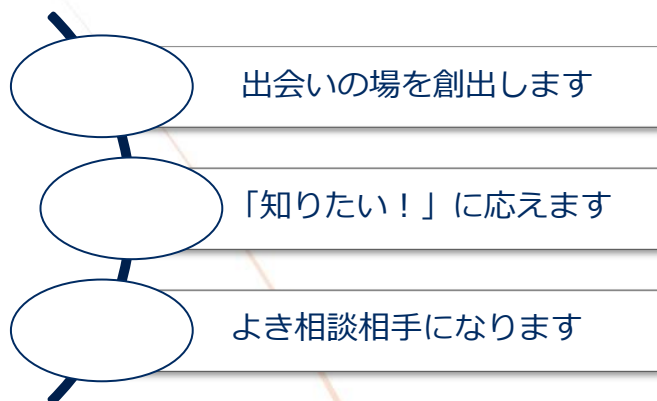 出会いの場を創出します
「知りたい！」に応えます
よき相談相手になります